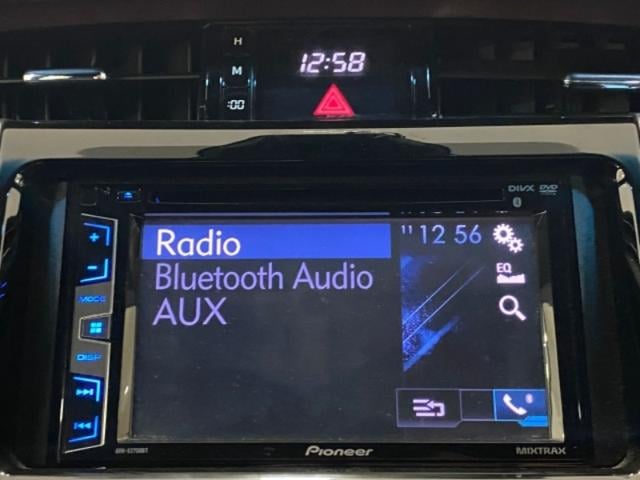 H
12:58
M
:00
DIVX DVD
Radio
12 56
Bluetooth Audio
EQ
AUX
MODE
DISP
Pioneer
MIXTRAX